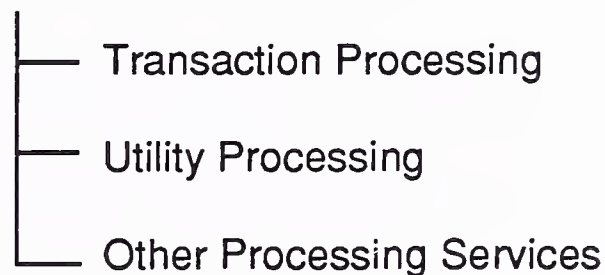 Transaction Processing
Utility Processing
Other Processing Services